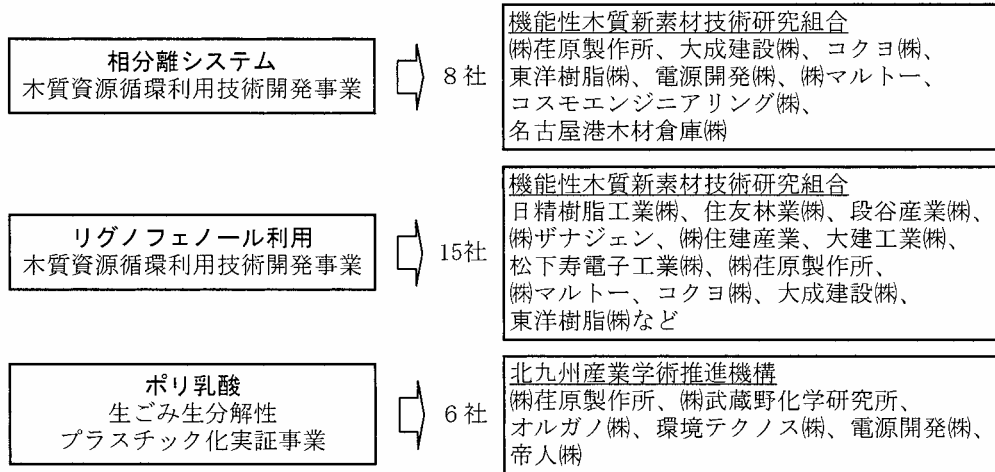 相分離システム
木質資源循環利用技術開発事業
8社
機能性木質新素材技術研究組合
㈱荏原製作所、大成建設㈱、コクヨ㈱、
東洋樹脂㈱、電源開発㈱、㈱マルトー、
コスモエンジニアリング㈱、
名古屋港木材倉庫㈱
リグノフェノール利用
木質資源循環利用技術開発事業
15社
機能性木質新素材技術研究組合
日精樹脂工業㈱、住友林業㈱、段谷産業㈱、
㈱ザナジェン、㈱住建産業、大建工業㈱、
松下寿電子工業㈱、㈱荏原製作所、
㈱マルトー、コクヨ㈱、大成建設㈱、
東洋樹脂㈱など
ポリ乳酸
生ごみ生分解性
プラスチック化実証事業
6社
北九州産業学術推進機構
㈱荏原製作所、㈱武蔵野化学研究所、
オルガノ㈱、環境テクノス㈱、電源開発㈱、
帝人㈱